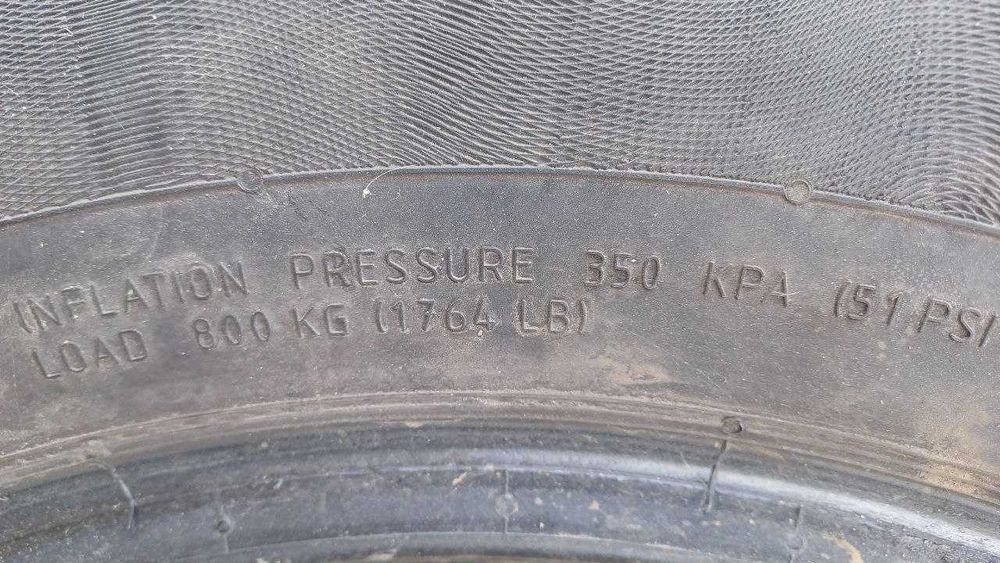 INFLATION PRESSURE 350 KPA (51 PSI
LOAD 800 KG (1764 LB)